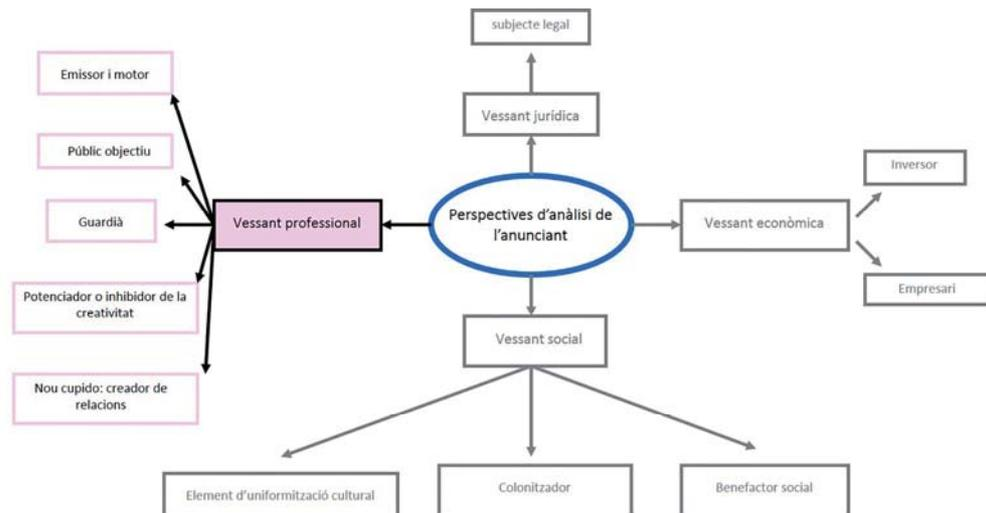 subjecte legal
Vessant jurídica
Emissor i motor
Públic objectiu
Guardià
Potenciador o inhibidor de la
creativitat
Nou cupido: creador de
relacions
Vessant professional
Perspectives d'anàlisi de
l'anunciant
Vessant econòmica
Inversor
Empresari
Vessant social
Element d'uniformització cultural
Colonitzador
Benefactor social